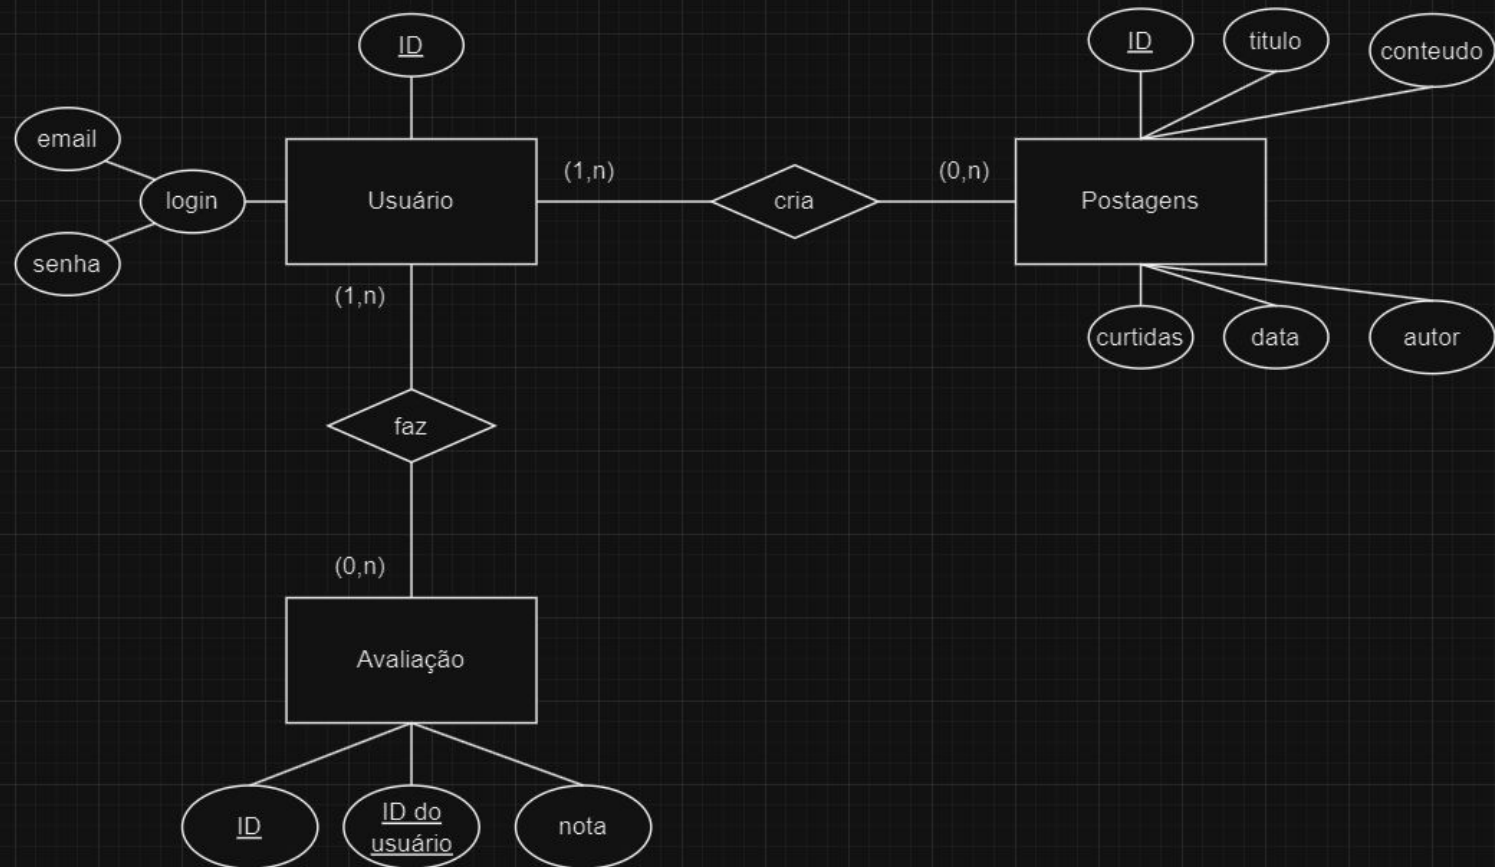 ID
ID
titulo
conteudo
email
login
senha
Usuário
(1,n)
cria
(0,n)
Postagens
(1,n)
curtidas
data
autor
faz
(0,n)
Avaliação
ID
ID do
usuário
nota